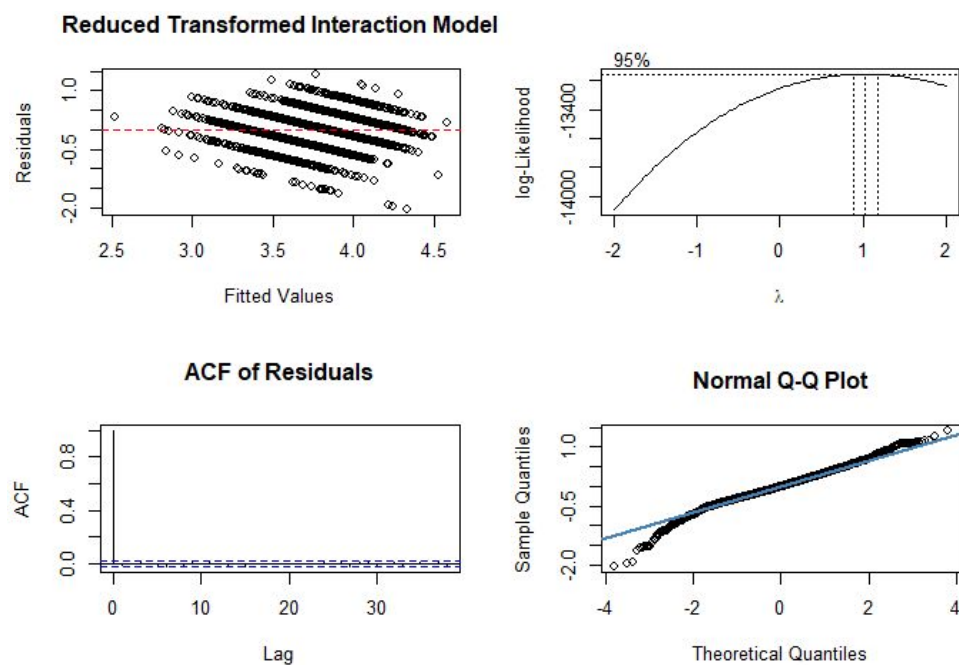 Reduced Transformed Interaction Model
Residuals
1.0
-0.5
-2.0
2.5 3.0 3.5 4.0 4.5
Fitted Values
95%
log-Likelihood
-13400
-14000
-2 -1 0 1 2
λ
ACF of Residuals
ACF
0.8
0.4
0.0
0 10 20 30
Lag
Normal Q-Q Plot
Sample Quantiles
1.0
-0.5
-2.0
-4 -2 0 2 4
Theoretical Quantiles